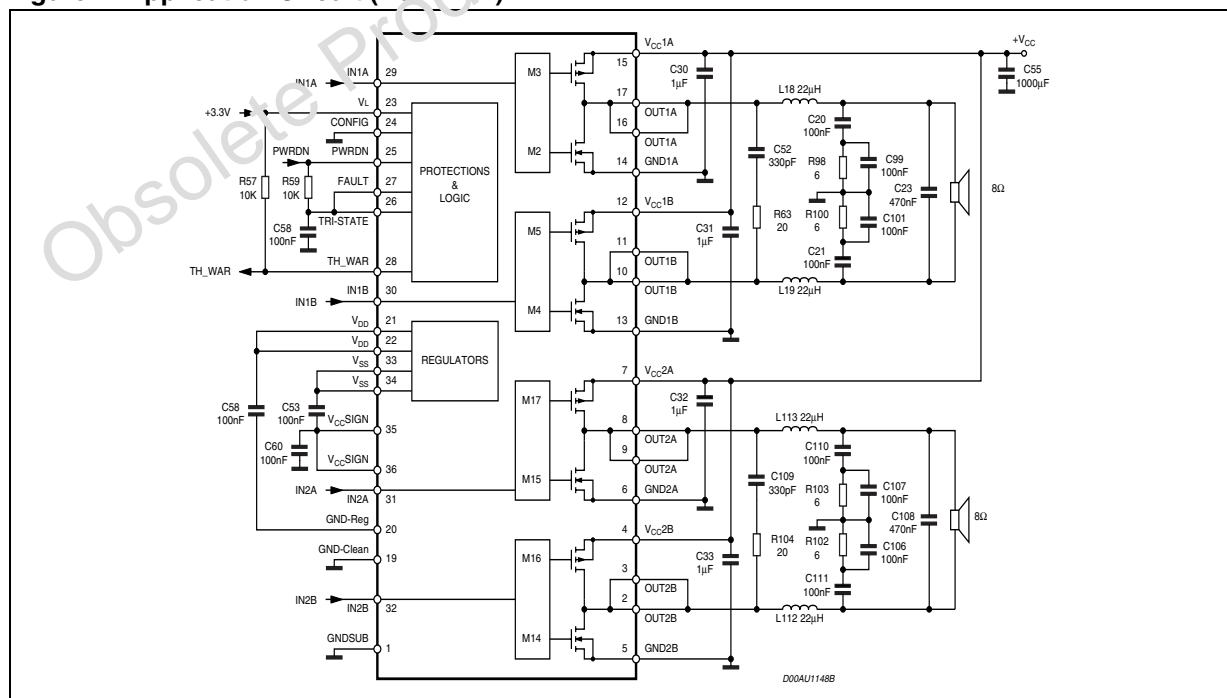 Obsolete Prod
IN1A
IN1A
29
VL
23
+3.3V
CONFIG
24
PWRDN
PWRDN
25
R57
10K
R59
10K
FAULT
27
26
TRI-STATE
C58
100nF
TH_WAR
TH_WAR
28
IN1B
IN1B
30
PROTECTIONS
&
LOGIC
VDD
21
VDD
22
VSS
33
VSS
34
REGULATORS
C58
100nF
C53
100nF
VCCSIGN
35
C60
100nF
VCCSIGN
36
IN2A
IN2A
31
GND-Reg
20
GND-Clean
19
IN2B
IN2B
32
GNDSUB
1
M3
M2
M5
M4
M17
M15
M16
M14
VCC1A
15
17
OUT1A
16
OUT1A
14
GND1A
12
VCC1B
11
OUT1B
10
OUT1B
13
GND1B
7
VCC2A
8
OUT2A
9
OUT2A
6
GND2A
4
VCC2B
3
OUT2B
2
OUT2B
5
GND2B
C30
1µF
C31
1µF
C32
1µF
C33
1µF
+VCC
C55
1000µF
L18 22µH
C20
100nF
C52
330pF
R98
6
C99
100nF
C23
470nF
8Ω
R63
20
R100
6
C101
100nF
C21
100nF
L19 22µH
L113 22µH
C110
100nF
C109
330pF
R103
6
C107
100nF
C108
470nF
8Ω
R104
20
R102
6
C106
100nF
C111
100nF
L112 22µH
D00AU1148B